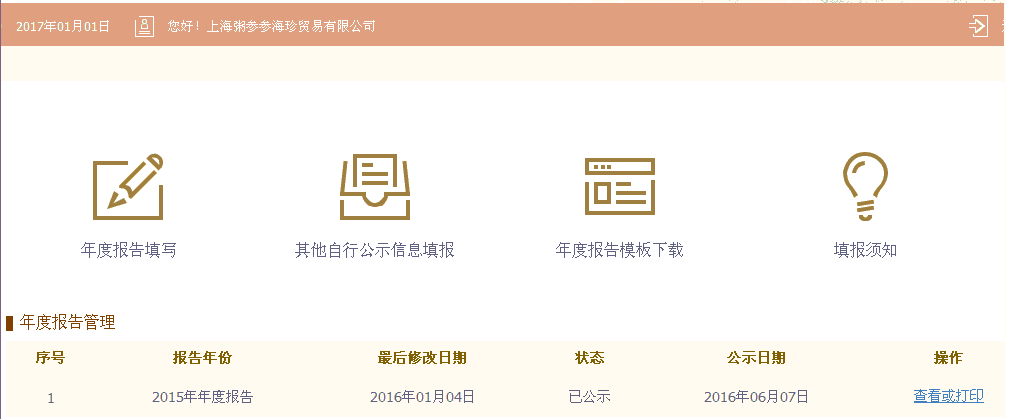 2017年01月01日 您好！上海粥参参海珍贸易有限公司
年度报告填写 其他自行公示信息填报 年度报告模板下载 填报须知
年度报告管理
序号 报告年份 最后修改日期 状态 公示日期 操作
1 2015年年度报告 2016年01月04日 已公示 2016年06月07日 查看或打印